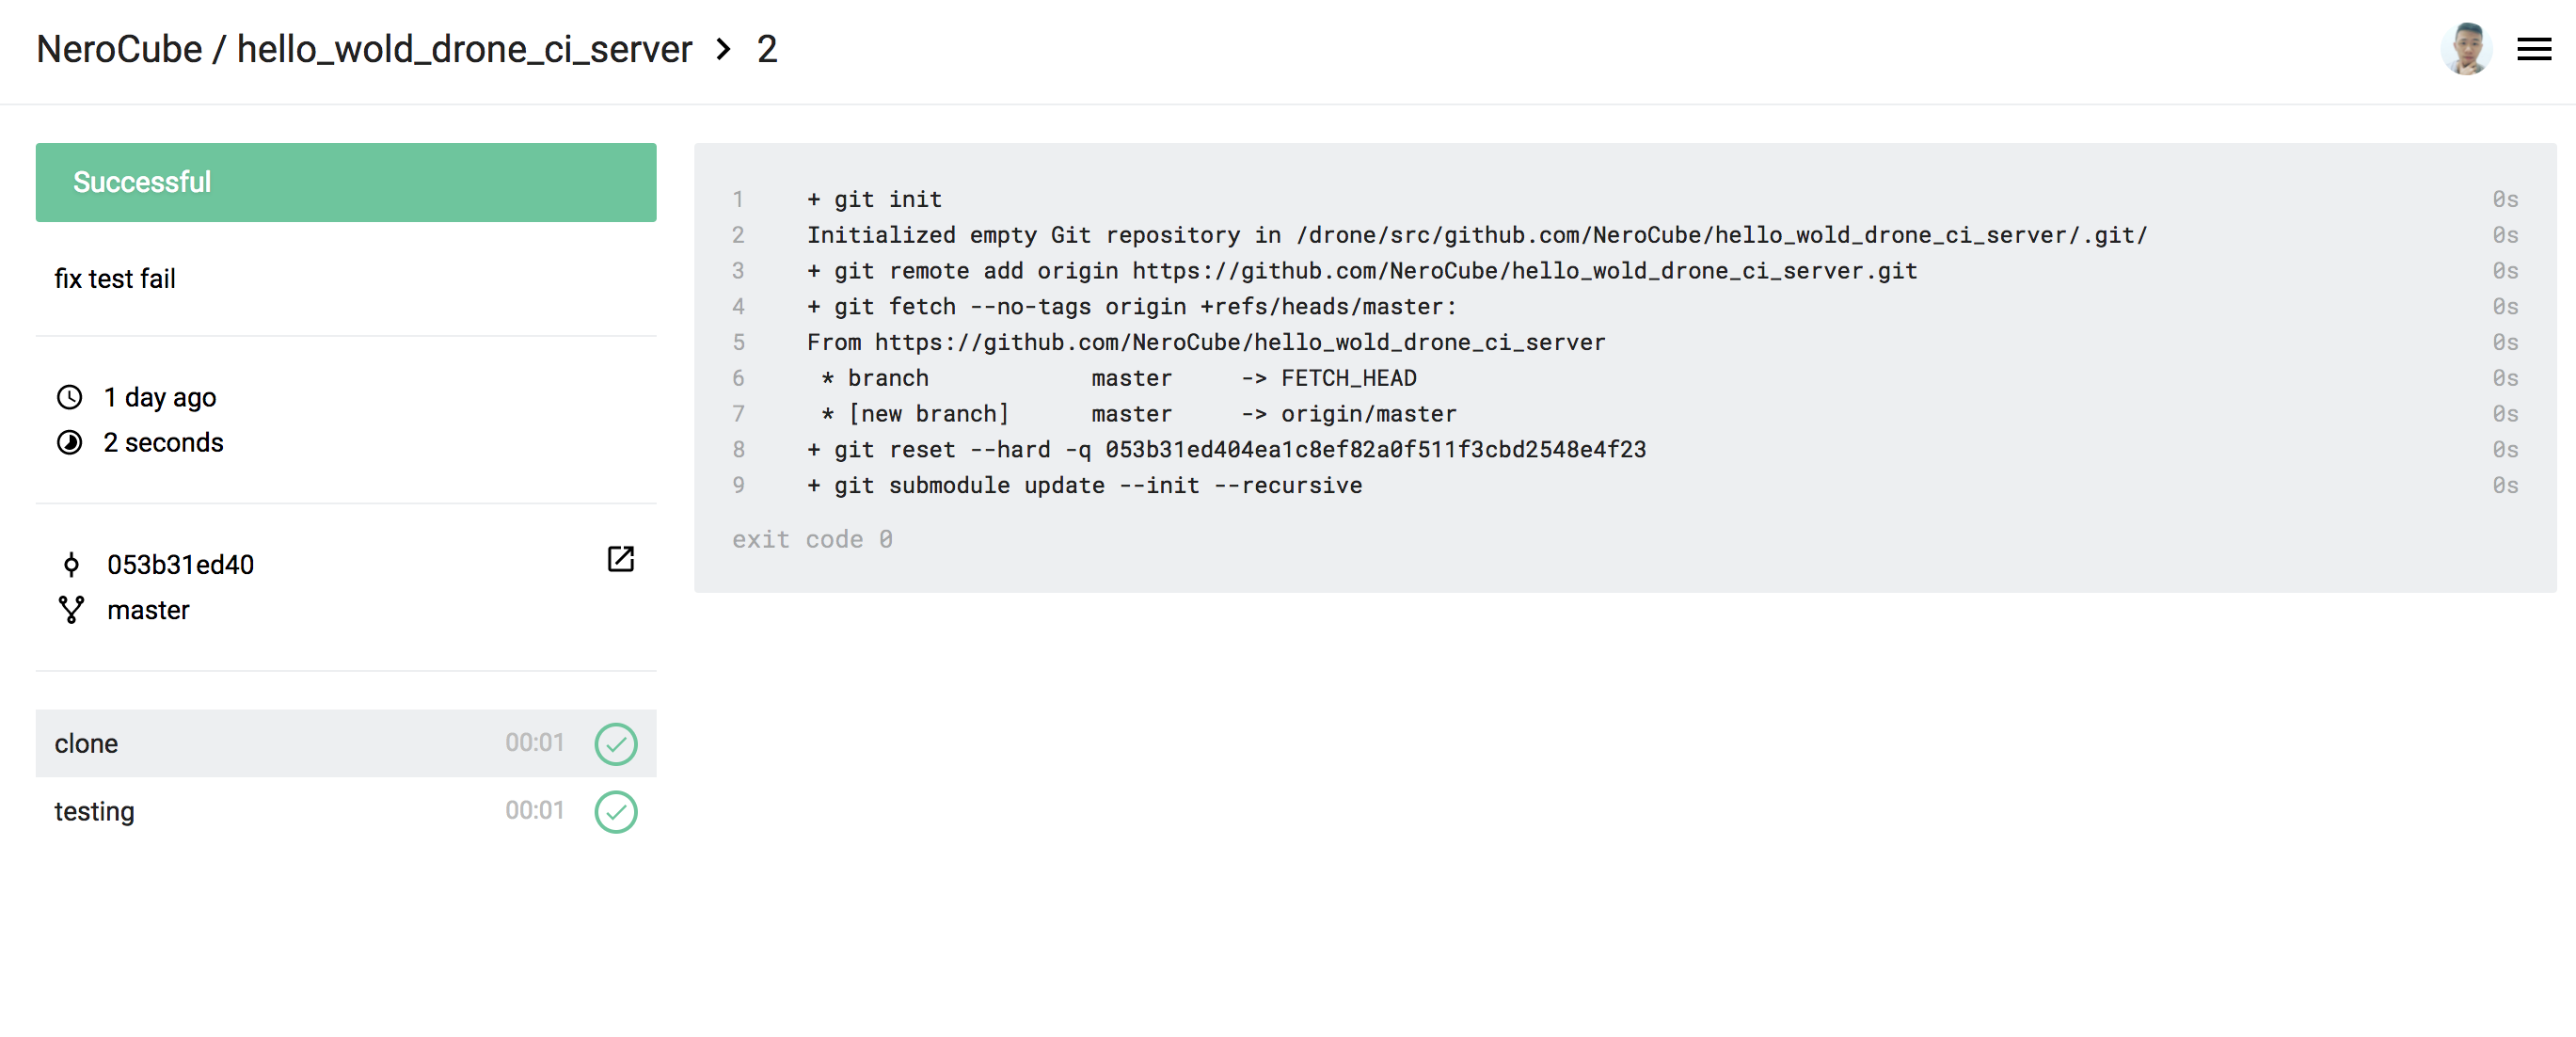 NeroCube / hello_wold_drone_ci_server > 2
Successful
fix test fail
1 day ago
2 seconds
053b31ed40
master
clone 00:01
testing 00:01
1 + git init 0s
2 Initialized empty Git repository in /drone/src/github.com/NeroCube/hello_wold_drone_ci_server/.git/ 0s
3 + git remote add origin https://github.com/NeroCube/hello_wold_drone_ci_server.git 0s
4 + git fetch --no-tags origin +refs/heads/master: 0s
5 From https://github.com/NeroCube/hello_wold_drone_ci_server 0s
6 * branch master -> FETCH_HEAD 0s
7 * [new branch] master -> origin/master 0s
8 + git reset --hard -q 053b31ed404ea1c8ef82a0f511f3cbd2548e4f23 0s
9 + git submodule update --init --recursive 0s
exit code 0